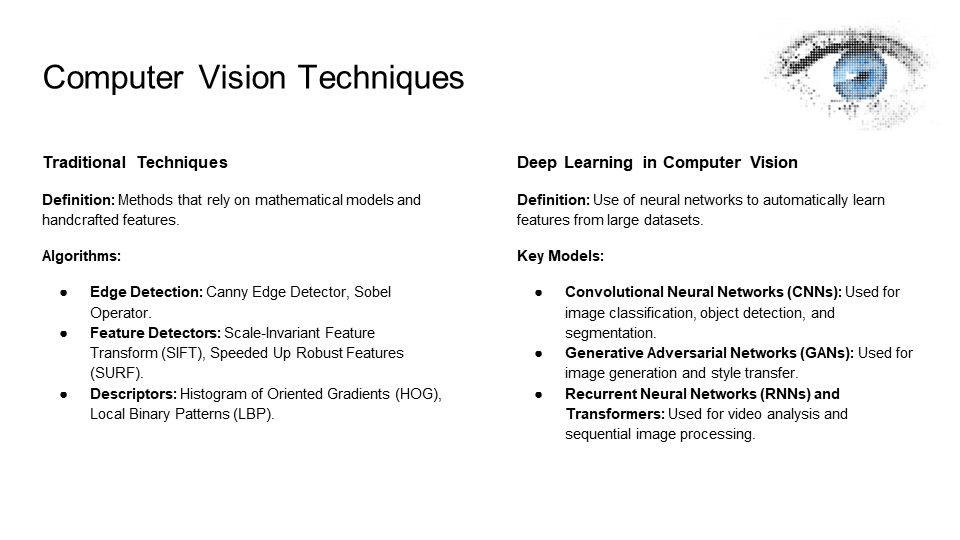 Computer Vision Techniques
Traditional Techniques
Definition: Methods that rely on mathematical models and
handcrafted features.
Algorithms:
● Edge Detection: Canny Edge Detector, Sobel
Operator.
● Feature Detectors: Scale-Invariant Feature
Transform (SIFT), Speeded Up Robust Features
(SURF).
● Descriptors: Histogram of Oriented Gradients (HOG),
Local Binary Patterns (LBP).
Deep Learning in Computer Vision
Definition: Use of neural networks to automatically learn
features from large datasets.
Key Models:
● Convolutional Neural Networks (CNNs): Used for
image classification, object detection, and
segmentation.
● Generative Adversarial Networks (GANs): Used for
image generation and style transfer.
● Recurrent Neural Networks (RNNs) and
Transformers: Used for video analysis and
sequential image processing.